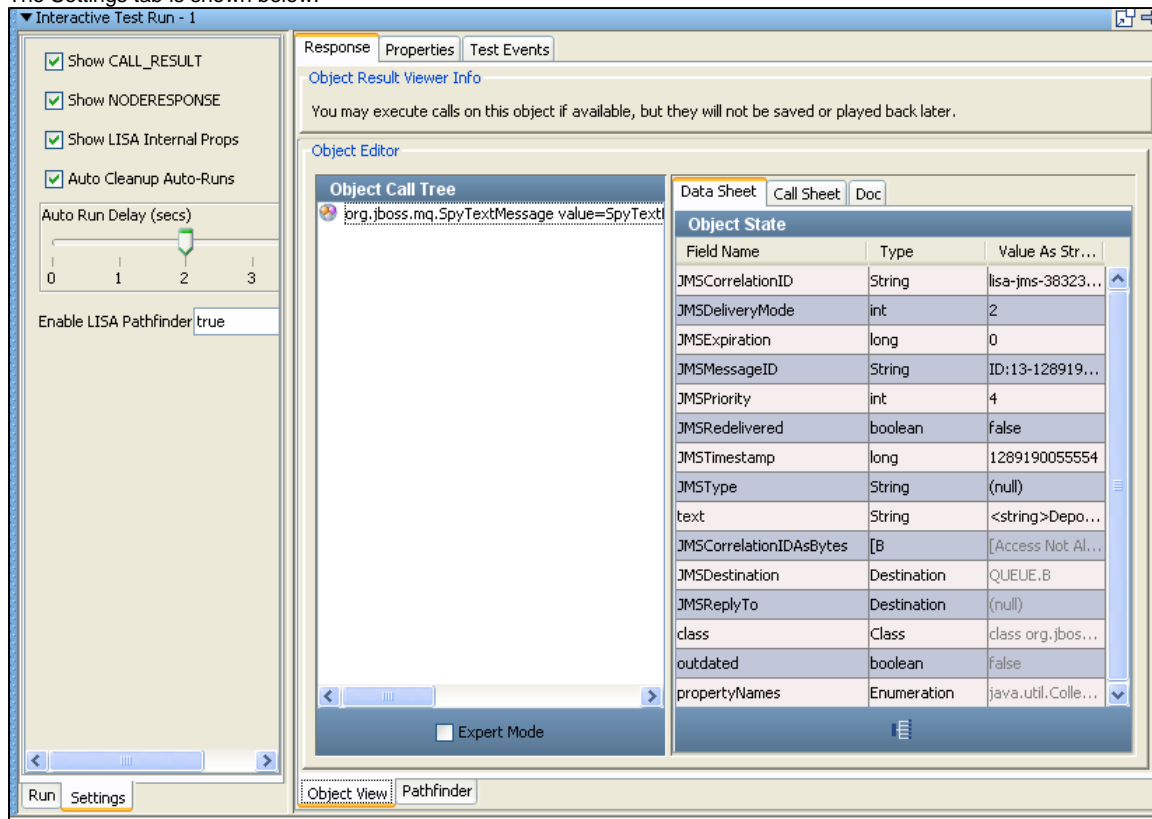 The Settings tab is shown below.
Interactive Test Run - 1
Show CALL_RESULT
Show NODERESPONSE
Show LISA Internal Props
Auto Cleanup Auto-Runs
Auto Run Delay (secs)
0 1 2 3
Enable LISA Pathfinder true
Run Settings
Response Properties Test Events
Object Result Viewer Info
You may execute calls on this object if available, but they will not be saved or played back later.
Object Editor
Object Call Tree
org.jboss.mq.SpyTextMessage value=SpyText
Expert Mode
Data Sheet Call Sheet Doc
Object State
Field Name Type Value As Str...
JMSCorrelationID String lisa-jms-38323...
JMSDeliveryMode int 2
JMSExpiration long 0
JMSMessageID String ID:13-128919...
JMSPriority int 4
JMSRedelivered boolean false
JMSTimestamp long 1289190055554
JMSType String (null)
text String <string>Depo...
JMSCorrelationIDAsBytes [B [Access Not Al...
JMSDestination Destination QUEUE.B
JMSReplyTo Destination (null)
class Class class org.jbos...
outdated boolean false
propertyNames Enumeration java.util.Colle...
Object View Pathfinder